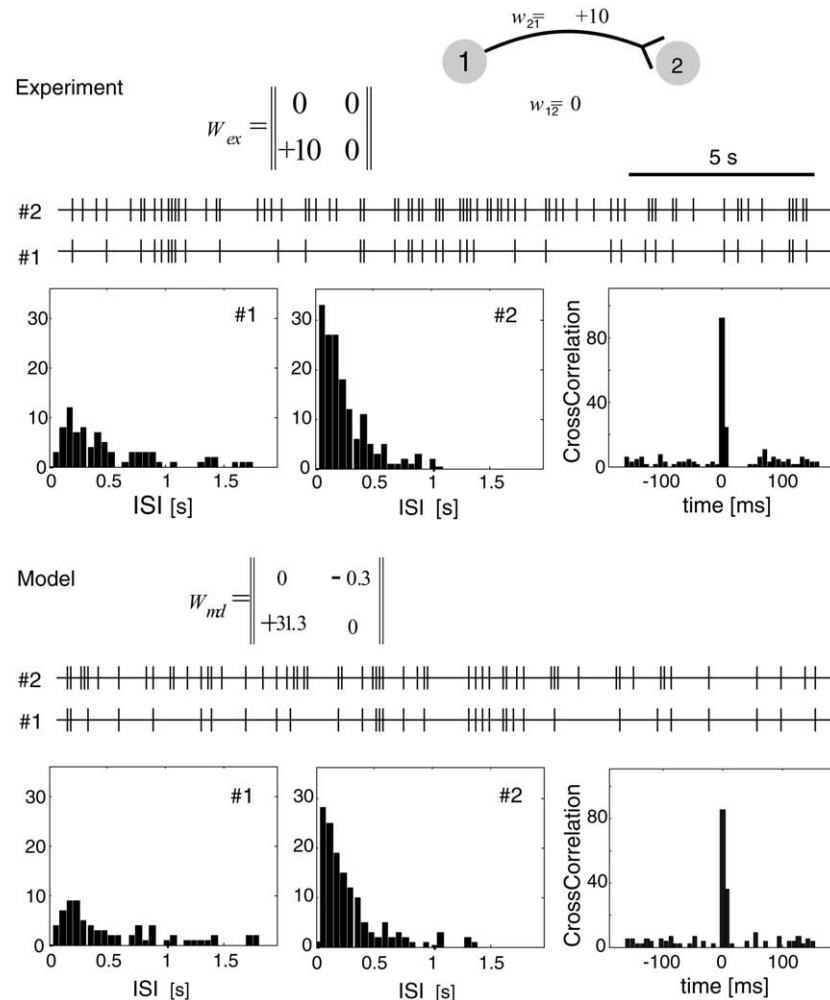 w21= +10
1
2
Experiment
w12= 0
Wex =
0 0
+10 0
5 s
#2
#1
30
20
10
0
#1
0 0.5 1 1.5
ISI [s]
30
20
10
0
#2
0 0.5 1 1.5
ISI [s]
CrossCorrelation
80
40
0
-100 0 100
time [ms]
Model
Wmd =
0 - 0.3
+31.3 0
#2
#1
30
20
10
0
#1
0 0.5 1 1.5
ISI [s]
30
20
10
0
#2
0 0.5 1 1.5
ISI [s]
CrossCorrelation
80
40
0
-100 0 100
time [ms]